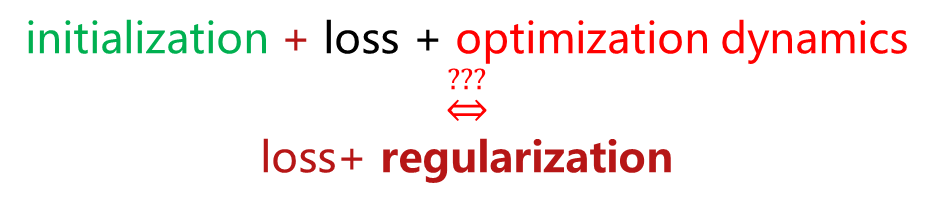 initialization + loss + optimization dynamics
???
⇔
loss+ regularization